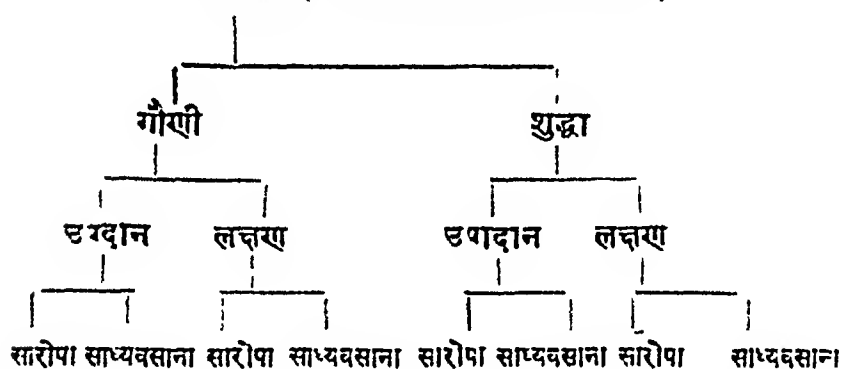 गौणी शुद्धा
उपादान लक्षण उपादान लक्षण
सारोपा साध्यवसाना सारोपा साध्यवसाना सारोपा साध्यवसाना सारोपा साध्यवसाना